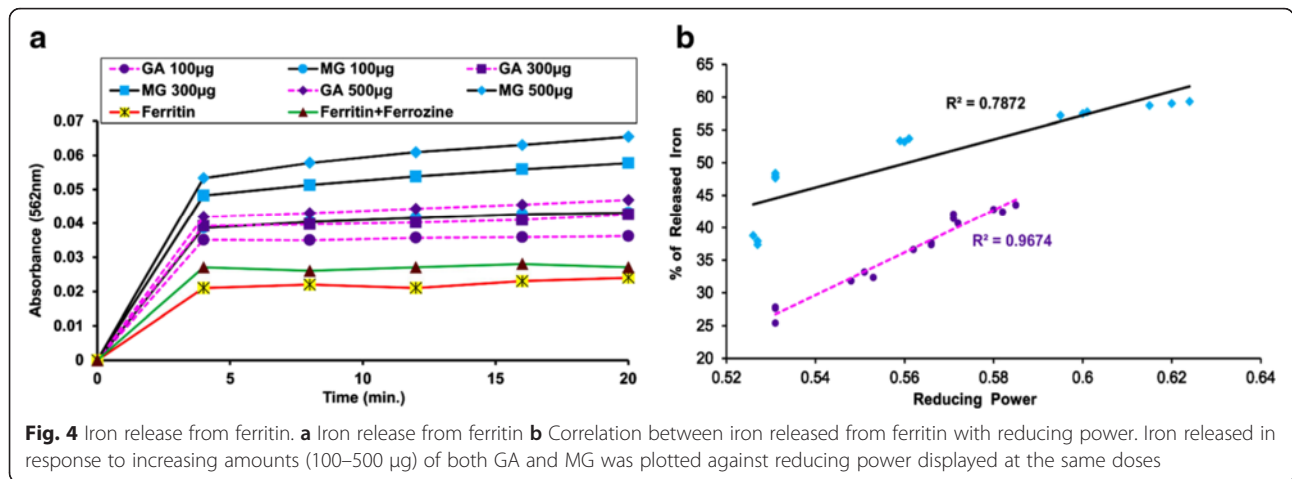 a
GA 100µg MG 100µg GA 300µg
MG 300µg GA 500µg MG 500µg
Ferritin Ferritin+Ferrozine
0.07
0.06
0.05
0.04
0.03
0.02
0.01
0
Absorbance (562nm)
0 5 10 15 20
Time (min.)
b
65
60
55
50
45
40
35
30
25
20
% of Released Iron
R² = 0.7872
R² = 0.9674
0.52 0.54 0.56 0.58 0.6 0.62 0.64
Reducing Power
Fig. 4 Iron release from ferritin. a Iron release from ferritin b Correlation between iron released from ferritin with reducing power. Iron released in
response to increasing amounts (100–500 µg) of both GA and MG was plotted against reducing power displayed at the same doses